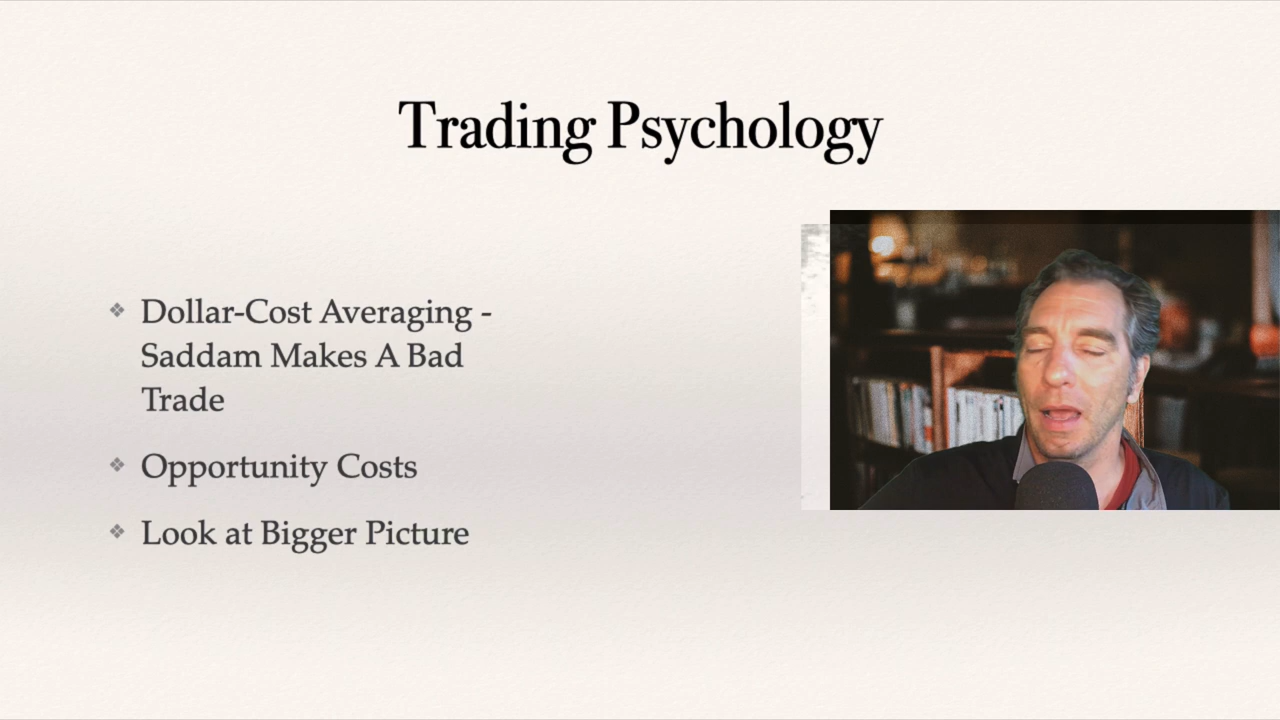 Trading Psychology
Dollar-Cost Averaging -
Saddam Makes A Bad
Trade
Opportunity Costs
Look at Bigger Picture